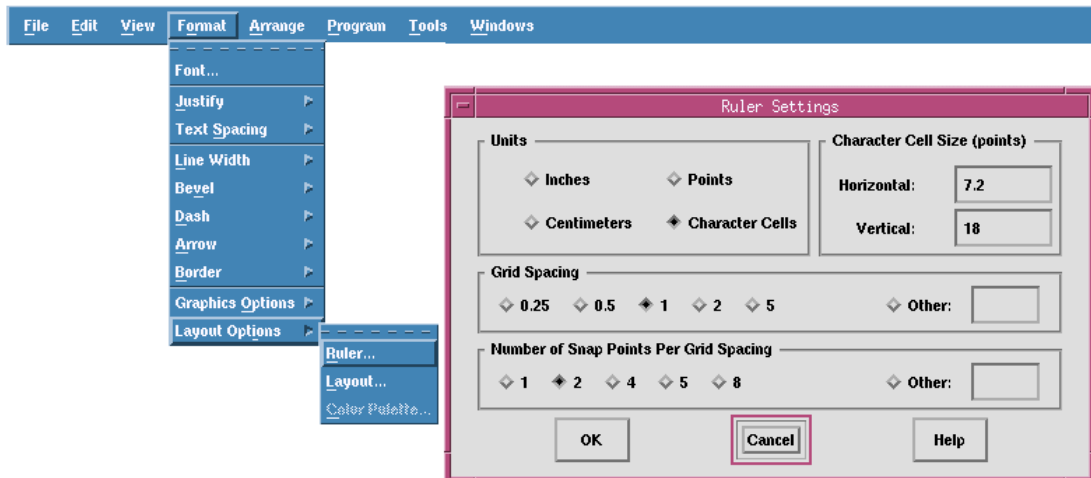 File Edit View Format Arrange Program Tools Windows
Font...
Justify
Text Spacing
Line Width
Bevel
Dash
Arrow
Border
Graphics Options
Layout Options
Ruler...
Layout...
Color Palette...
Ruler Settings
Units
Inches Points
Centimeters Character Cells
Character Cell Size (points)
Horizontal: 7.2
Vertical: 18
Grid Spacing
0.25 0.5 1 2 5 Other:
Number of Snap Points Per Grid Spacing
1 2 4 5 8 Other:
OK Cancel Help